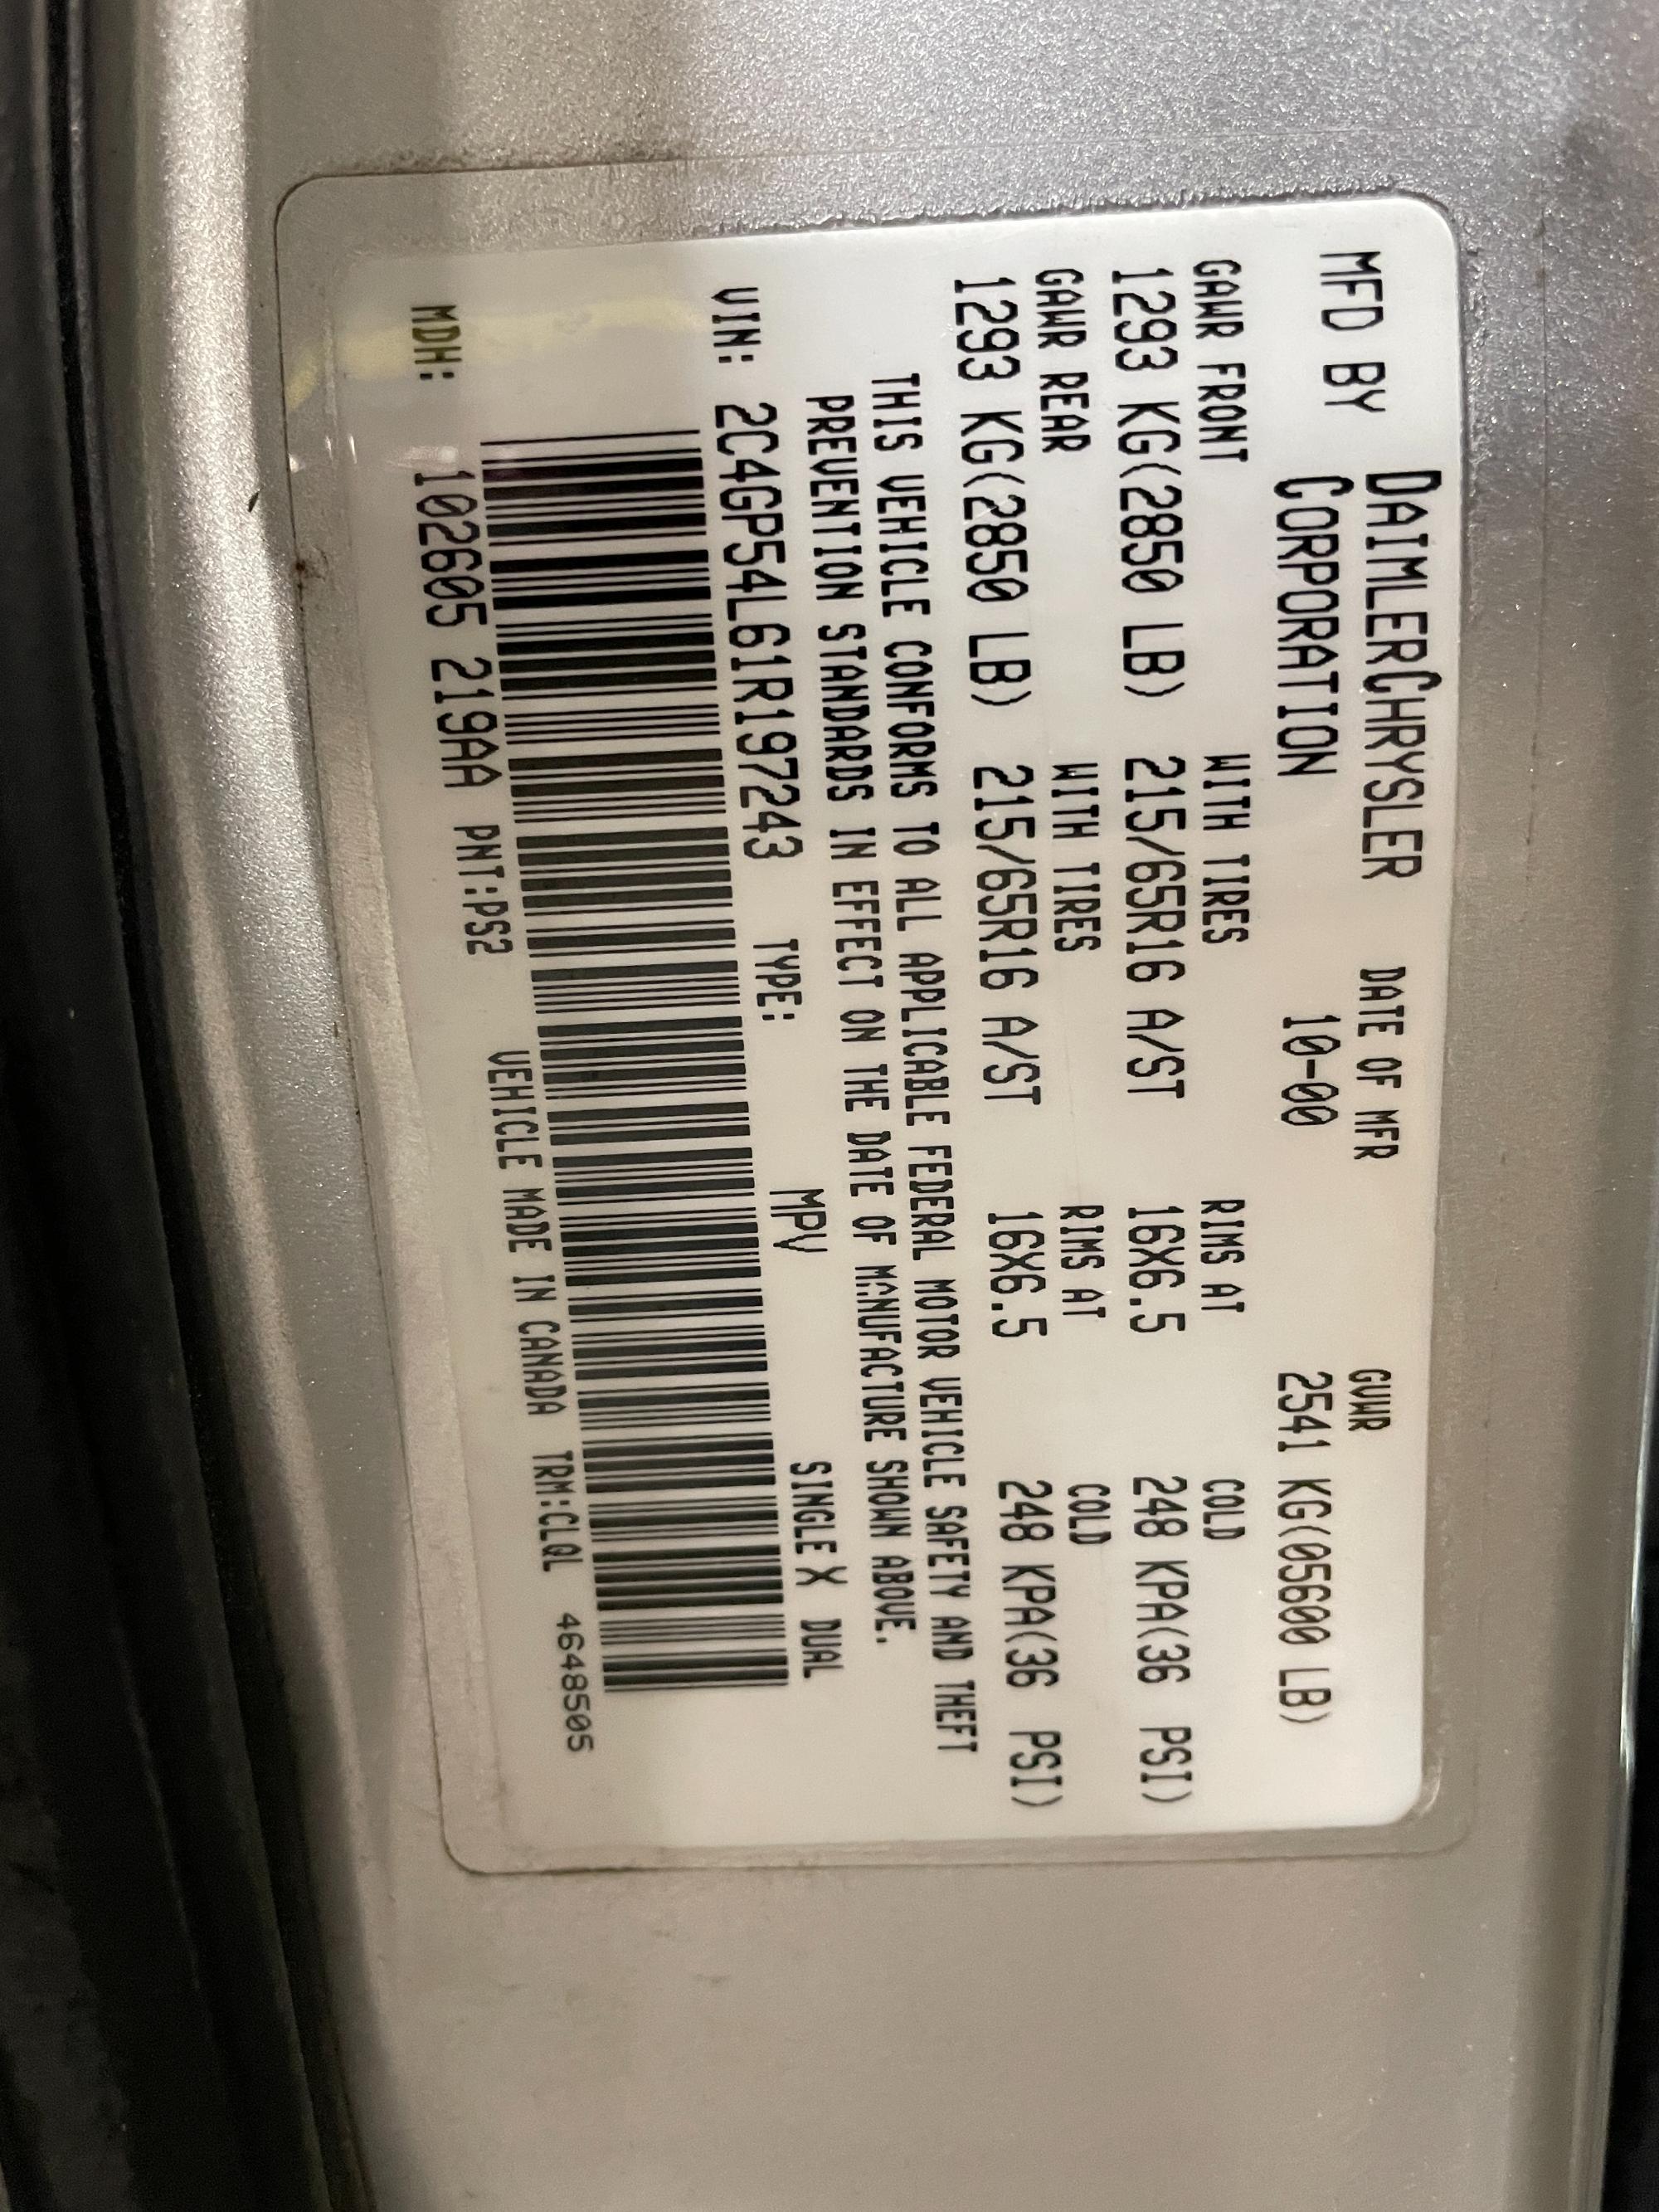 MFD BY DAIMLERCHRYSLER CORPORATION DATE OF MFR 10-00 GVWR 2541 KG(05600 LB)
GAWR FRONT WITH TIRES RIMS AT COLD
1293 KG(2850 LB) 215/65R16 A/ST 16X6.5 248 KPA(36 PSI)
GAWR REAR WITH TIRES RIMS AT COLD
1293 KG(2850 LB) 215/65R16 A/ST 16X6.5 248 KPA(36 PSI)
THIS VEHICLE CONFORMS TO ALL APPLICABLE FEDERAL MOTOR VEHICLE SAFETY AND THEFT
PREVENTION STANDARDS IN EFFECT ON THE DATE OF MANUFACTURE SHOWN ABOVE.
VIN: 2C4GP54L61R197243 TYPE: MPV SINGLE X DUAL
MDH: 102605 219AA PNT:PS2 VEHICLE MADE IN CANADA TRM:CLQL 4648505